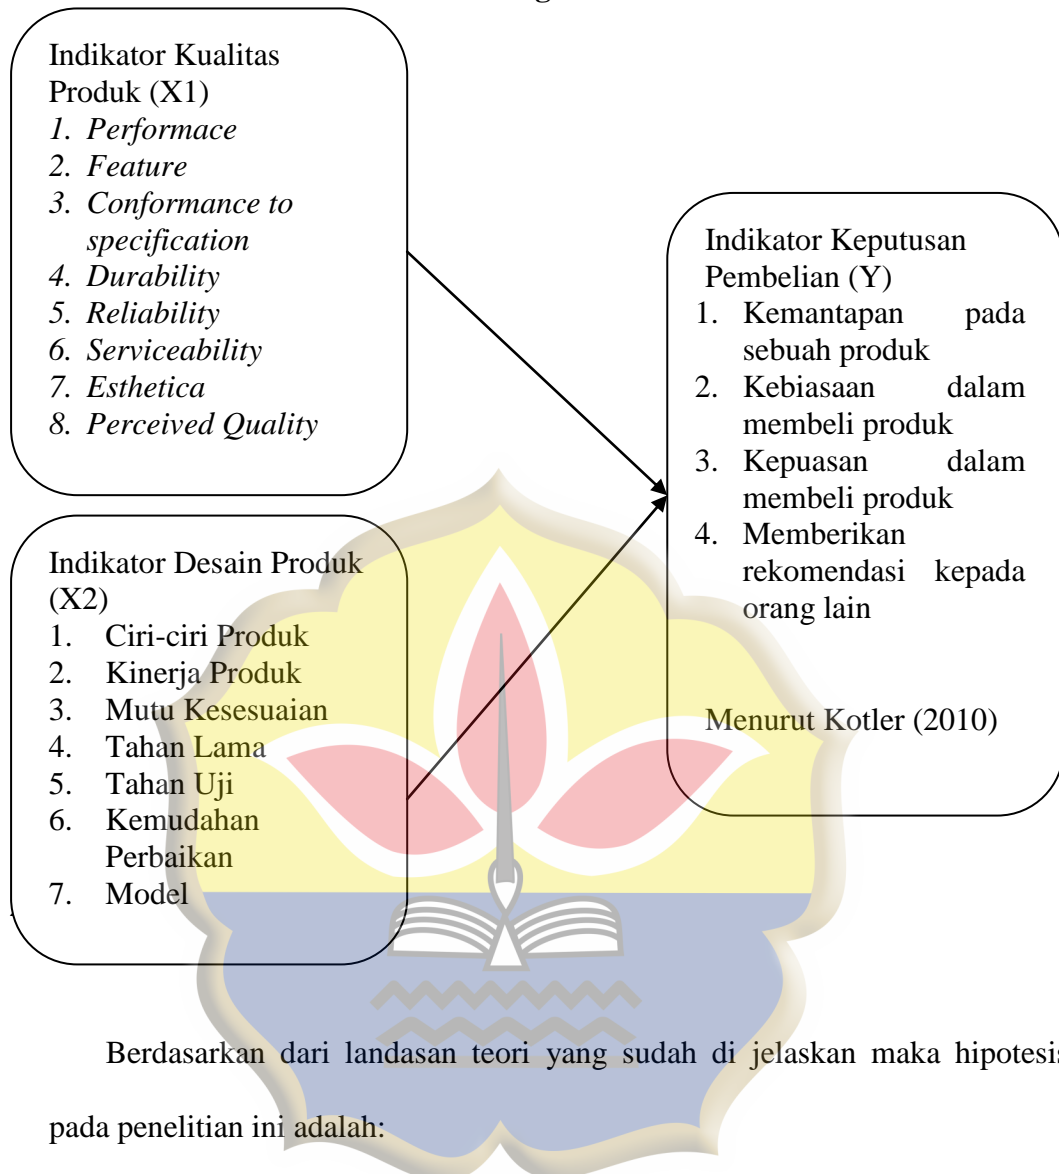 Indikator Kualitas
Produk (X1)
1. Performace
2. Feature
3. Conformance to
specification
4. Durability
5. Reliability
6. Serviceability
7. Esthetica
8. Perceived Quality
Indikator Desain Produk
(X2)
1. Ciri-ciri Produk
2. Kinerja Produk
3. Mutu Kesesuaian
4. Tahan Lama
5. Tahan Uji
6. Kemudahan
Perbaikan
7. Model
Indikator Keputusan
Pembelian (Y)
1. Kemantapan pada
sebuah produk
2. Kebiasaan dalam
membeli produk
3. Kepuasan dalam
membeli produk
4. Memberikan
rekomendasi kepada
orang lain
Menurut Kotler (2010)
Berdasarkan dari landasan teori yang sudah di jelaskan maka hipotesis
pada penelitian ini adalah: